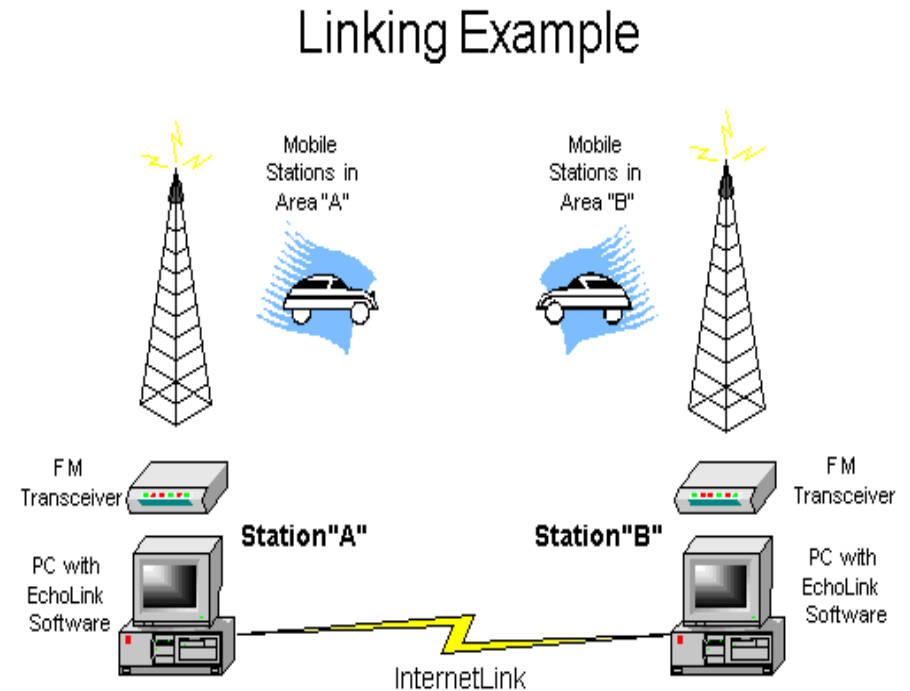 Linking Example
Mobile
Stations in
Area "A"
Mobile
Stations in
Area "B"
FM
Transceiver
FM
Transceiver
Station"A"
Station"B"
PC with
EchoLink
Software
PC with
EchoLink
Software
InternetLink